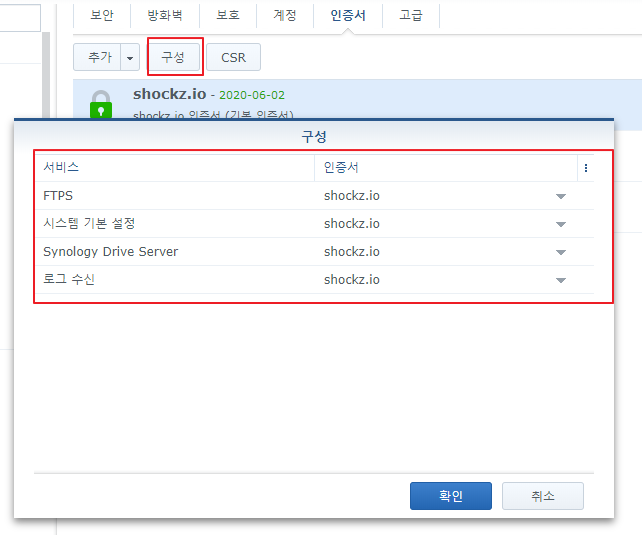 보안 방화벽 보호 계정 인증서 고급
추가 구성 CSR
shockz.io - 2020-06-02
shockz.io 인증서 (기본 인증서)
구성
서비스 인증서
FTPS shockz.io
시스템 기본 설정 shockz.io
Synology Drive Server shockz.io
로그 수신 shockz.io
확인 취소